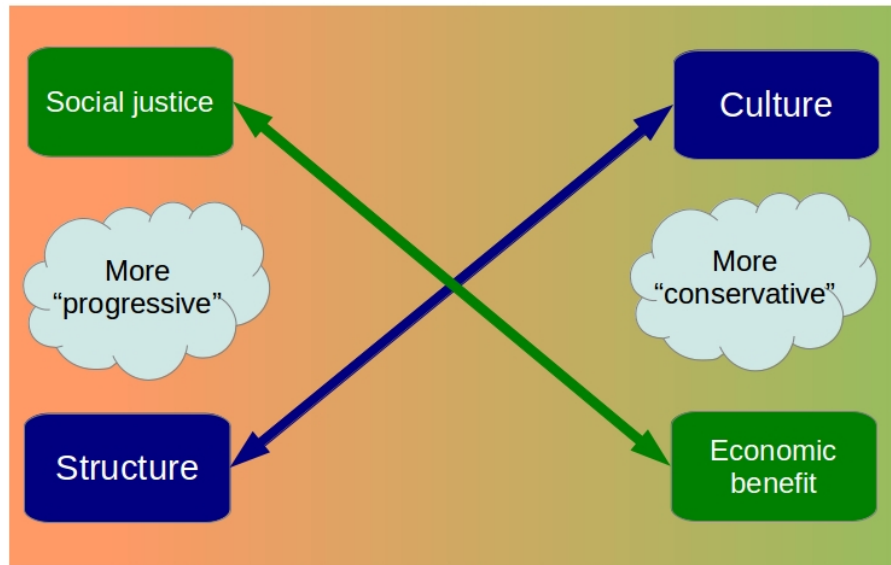 Social justice
Culture
More
“progressive”
More
“conservative”
Structure
Economic
benefit